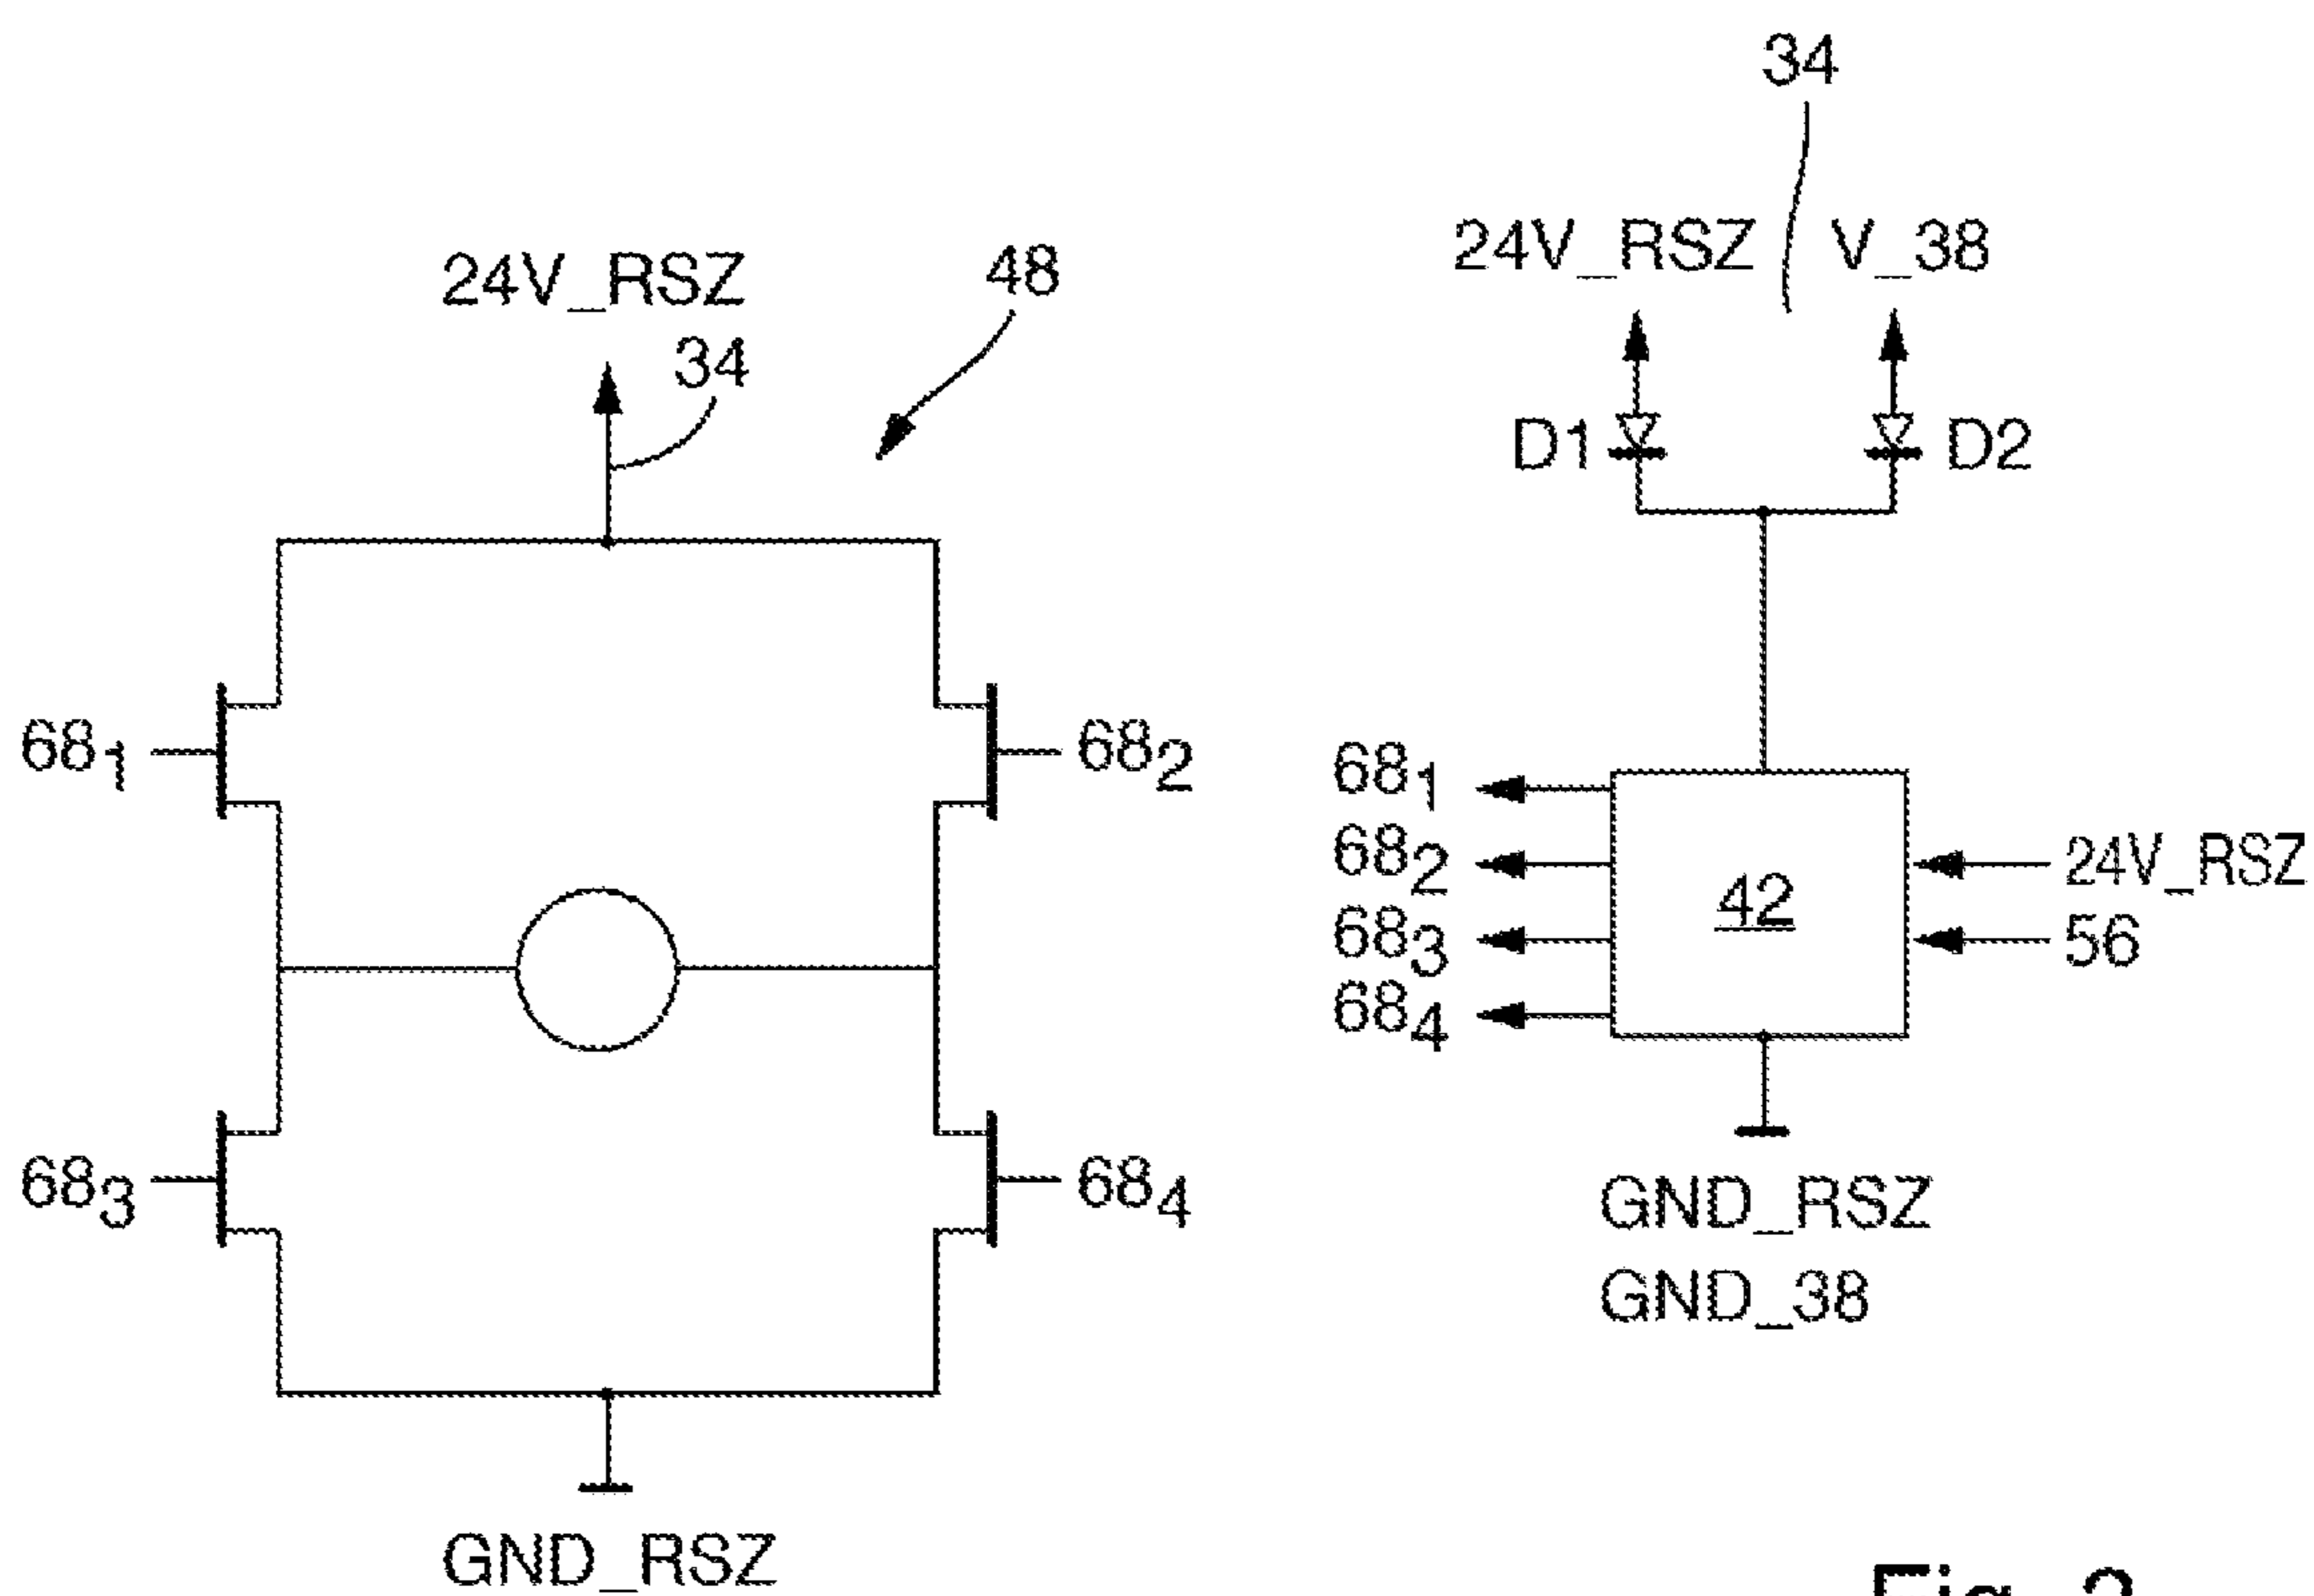 24V_RSZ
34
48
68₁
68₂
68₃
68₄
GND_RSZ
34
24V_RSZ V_38
D1
D2
68₁
68₂
68₃
68₄
42
24V_RSZ
56
GND_RSZ
GND_38